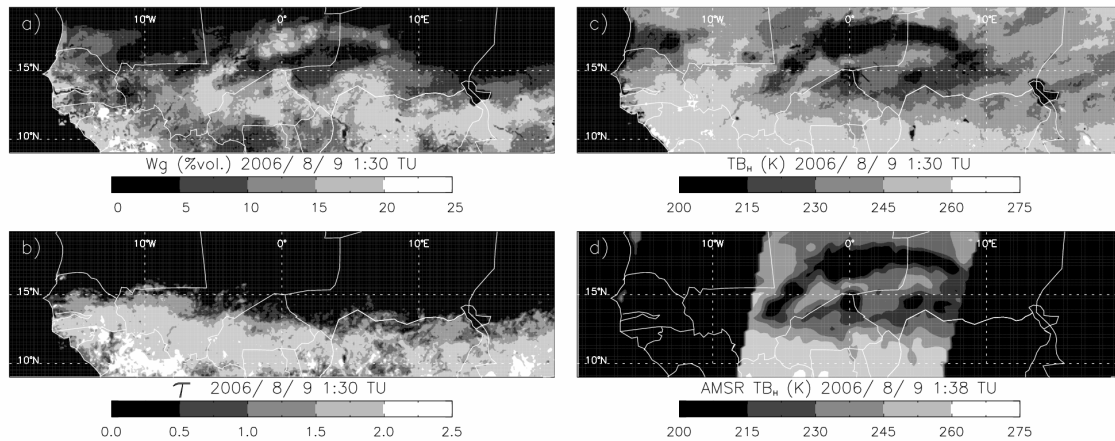 a)
10°W 0° 10°E
15°N
10°N
Wg (%vol.) 2006/ 8/ 9 1:30 TU
0 5 10 15 20 25
b)
10°W 0° 10°E
15°N
10°N
τ 2006/ 8/ 9 1:30 TU
0.0 0.5 1.0 1.5 2.0 2.5
c)
10°W 0° 10°E
15°N
10°N
TB_H (K) 2006/ 8/ 9 1:30 TU
200 215 230 245 260 275
d)
10°W 0° 10°E
15°N
10°N
AMSR TB_H (K) 2006/ 8/ 9 1:38 TU
200 215 230 245 260 275